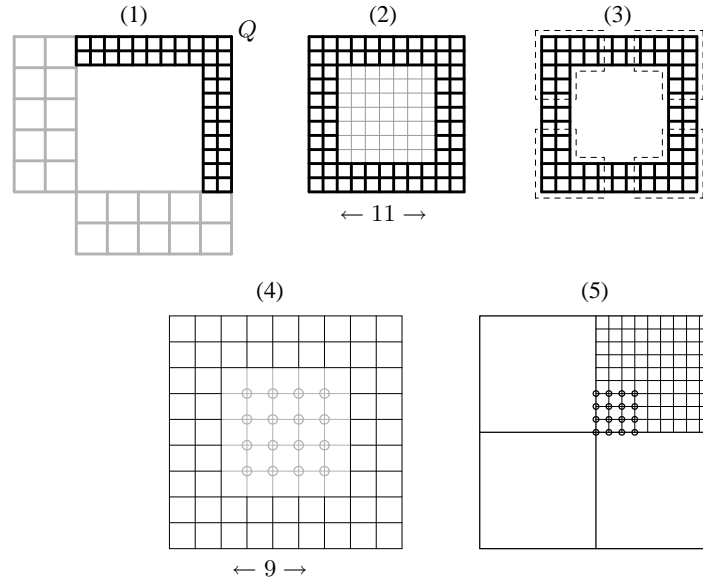 (1)
Q
(2)
(3)
← 11 →
(4)
(5)
← 9 →